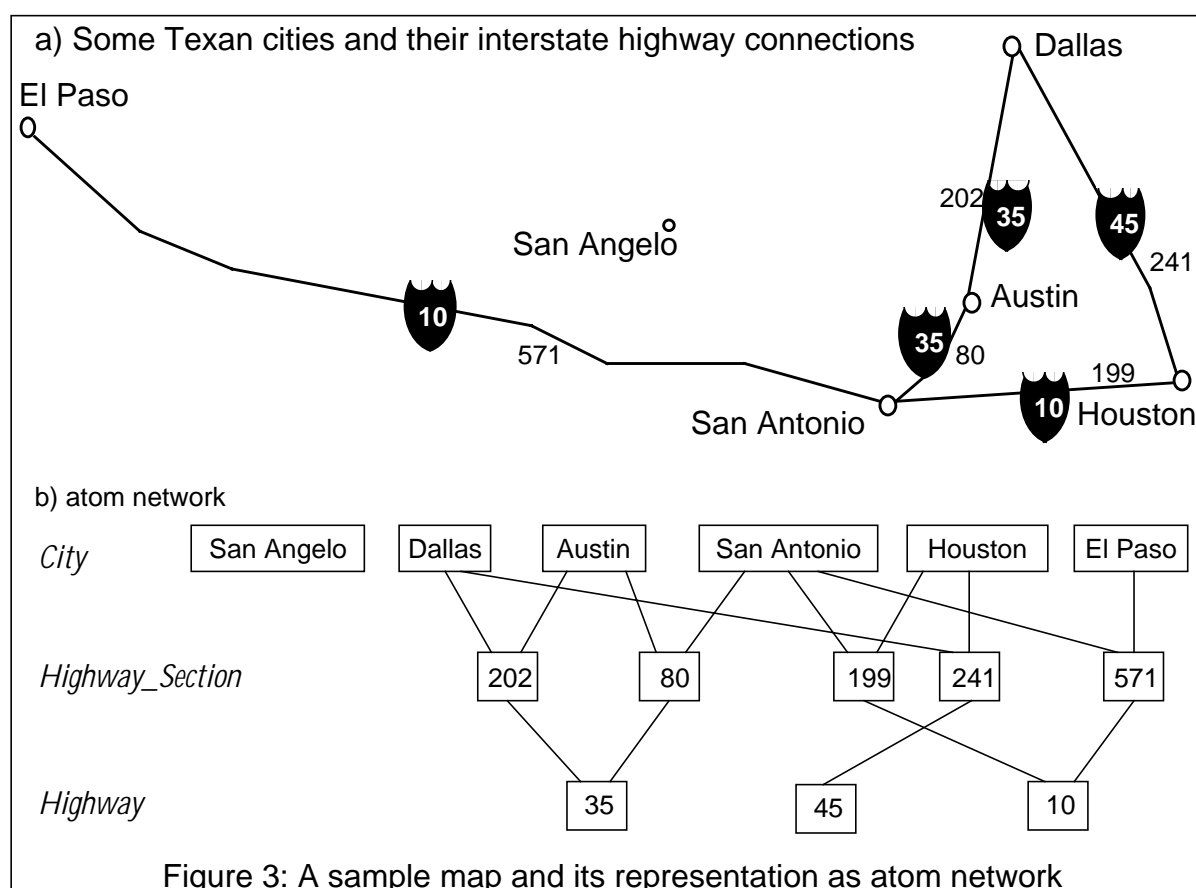 a) Some Texan cities and their interstate highway connections
Dallas
El Paso
202
35
45
San Angelo
241
10
Austin
35
571
80
199
San Antonio
10
Houston
b) atom network
City
San Angelo
Dallas
Austin
San Antonio
Houston
El Paso
Highway_Section
202
80
199
241
571
Highway
35
45
10
Figure 3: A sample map and its representation as atom network